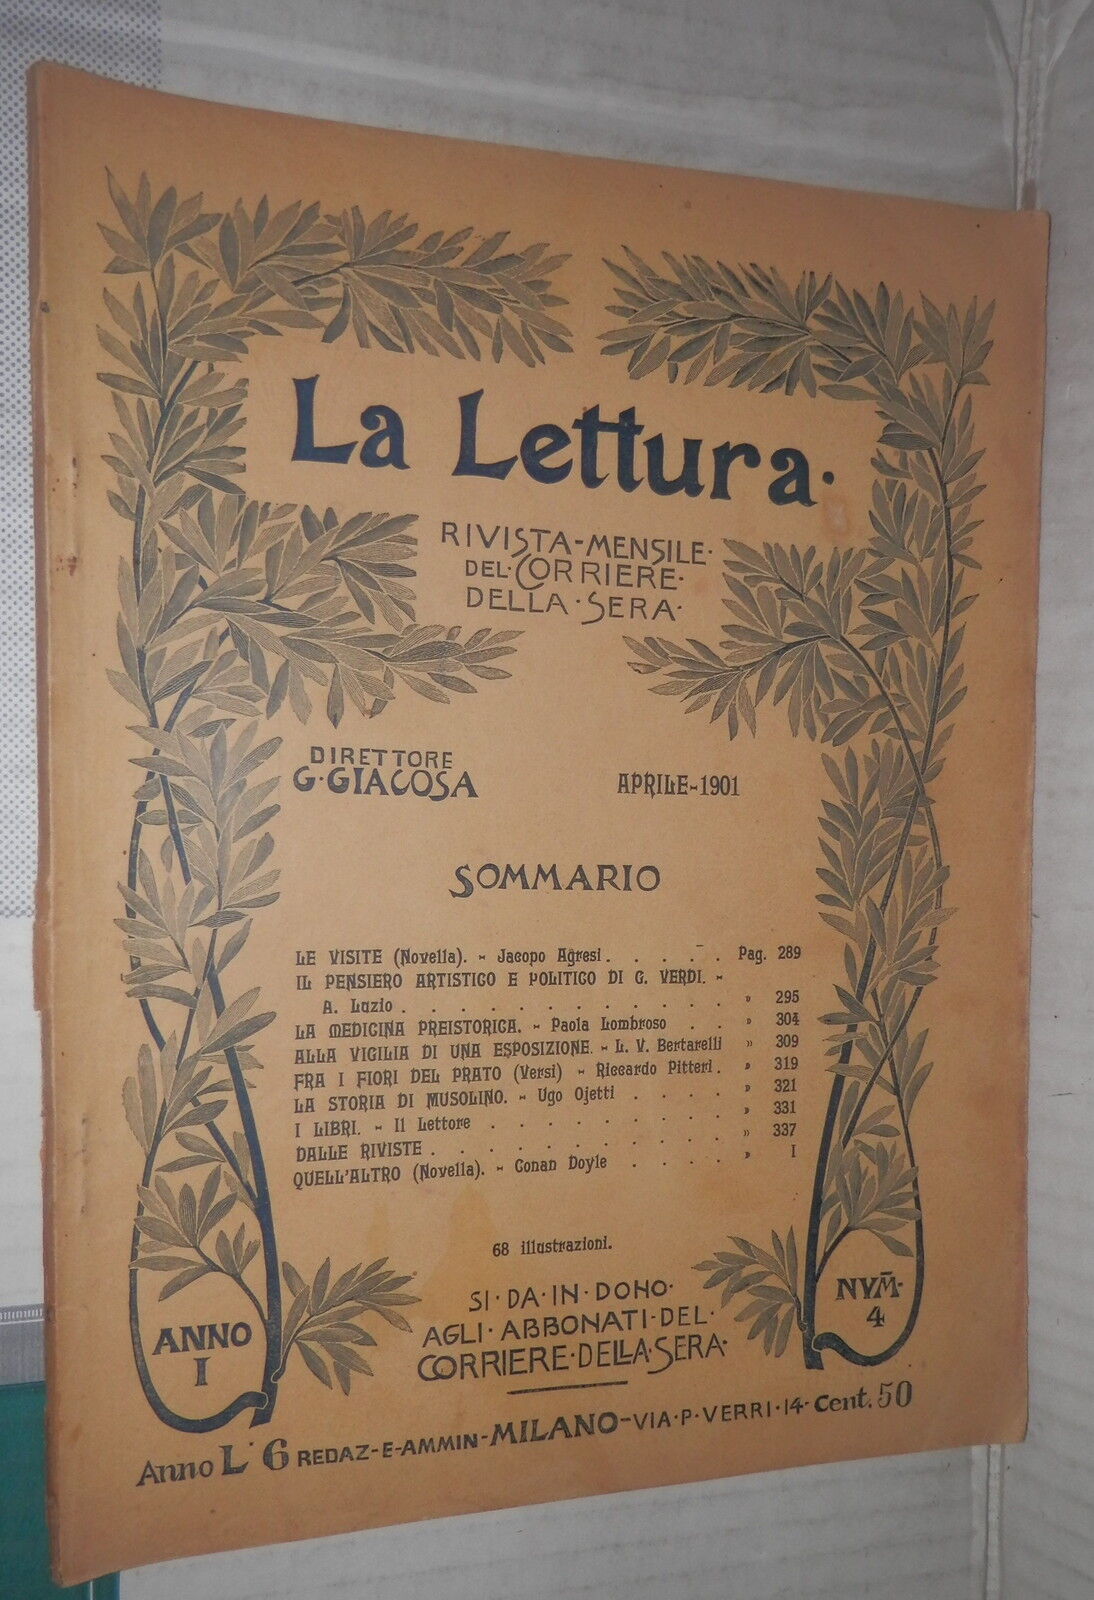 La Lettura·
RIVISTA-MENSILE·
DEL·CORRIERE·
DELLA·SERA·
DIRETTORE
G·GIACOSA
APRILE-1901
SOMMARIO
LE VISITE (Novella). - Jacopo Agresi. . . . . . Pag. 289
IL PENSIERO ARTISTICO E POLITICO DI G. VERDI. -
A. Luzio . . . . . . . . . . . . . » 295
LA MEDICINA PREISTORICA. - Paola Lombroso . . » 304
ALLA VIGILIA DI UNA ESPOSIZIONE. - L. V. Bertarelli » 309
FRA I FIORI DEL PRATO (Versi) - Riccardo Pitteri. » 319
LA STORIA DI MUSOLINO. - Ugo Ojetti . . . . » 321
I LIBRI. - Il Lettore . . . . . . . . . » 331
DALLE RIVISTE . . . . . . . . . . . » 337
QUELL'ALTRO (Novella). - Conan Doyle . . . . » I
68 illustrazioni.
SI·DA·IN·DONO·
AGLI·ABBONATI·DEL·
CORRIERE·DELLA·SERA·
ANNO
I
NVM̄·
4
Anno L· 6 REDAZ-E-AMMIN-MILANO-VIA·P·VERRI·14· Cent. 50